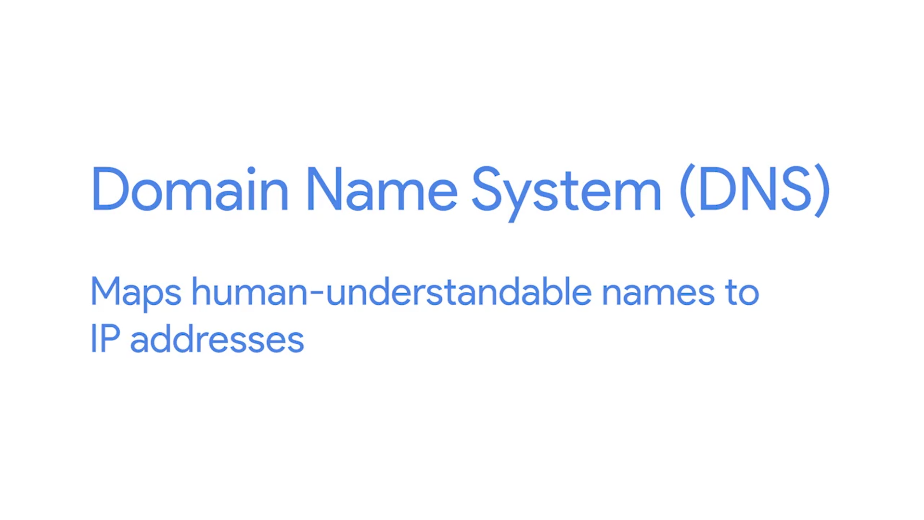 Domain Name System (DNS)
Maps human-understandable names to
IP addresses